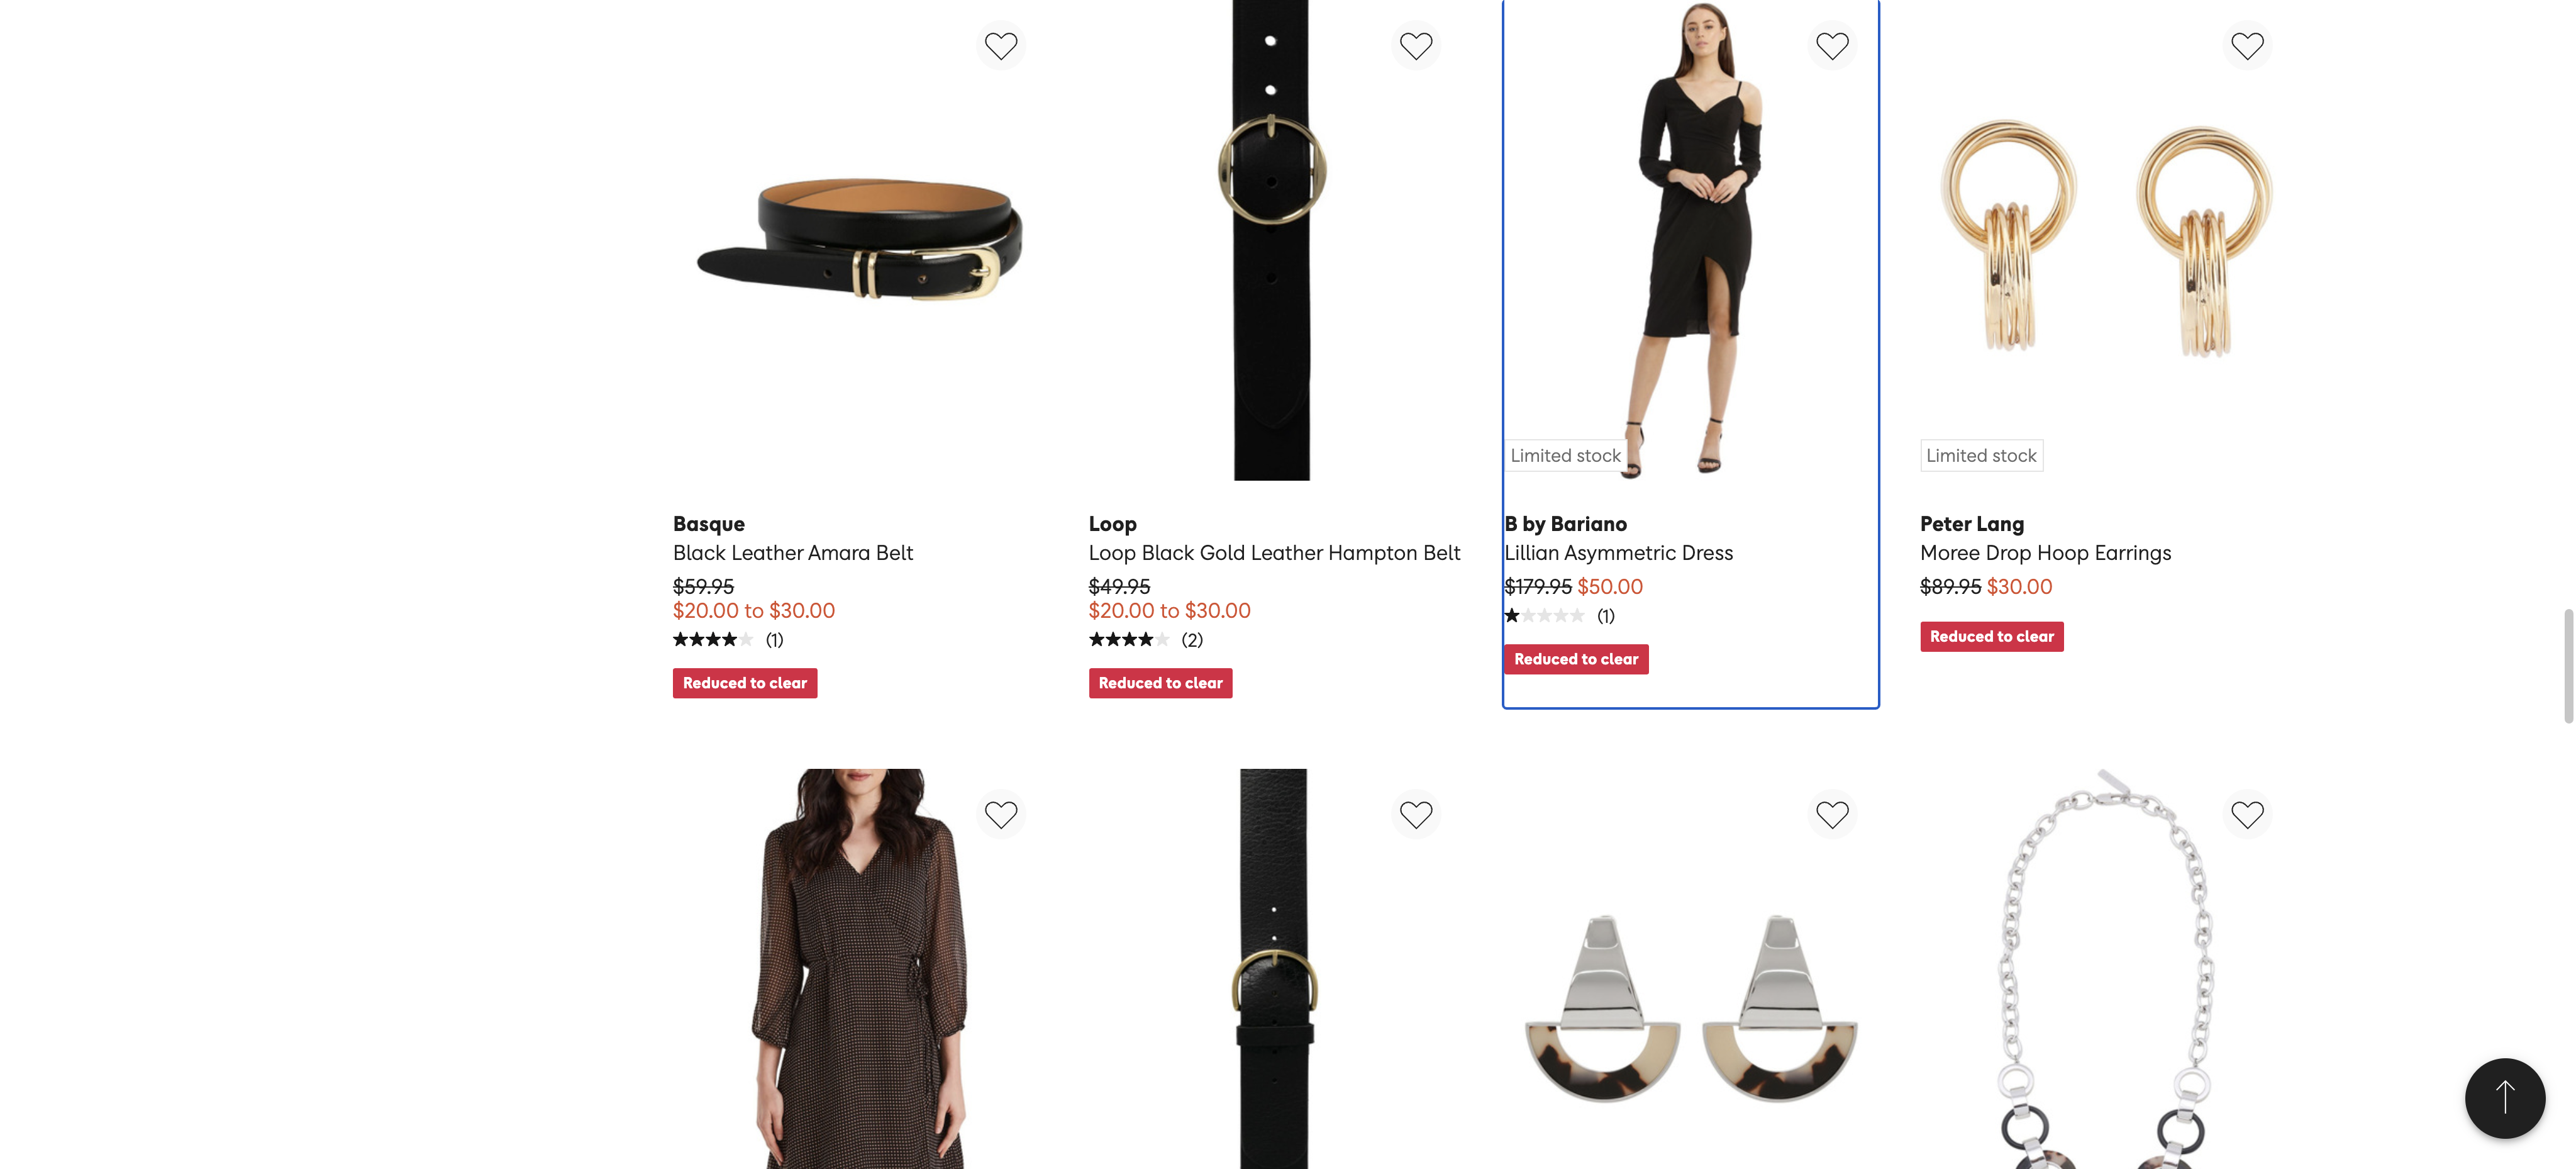 Limited stock
Limited stock
Basque
Black Leather Amara Belt
$59.95
$20.00 to $30.00
(1)
Reduced to clear
Loop
Loop Black Gold Leather Hampton Belt
$49.95
$20.00 to $30.00
(2)
Reduced to clear
B by Bariano
Lillian Asymmetric Dress
$179.95 $50.00
(1)
Reduced to clear
Peter Lang
Moree Drop Hoop Earrings
$89.95 $30.00
Reduced to clear